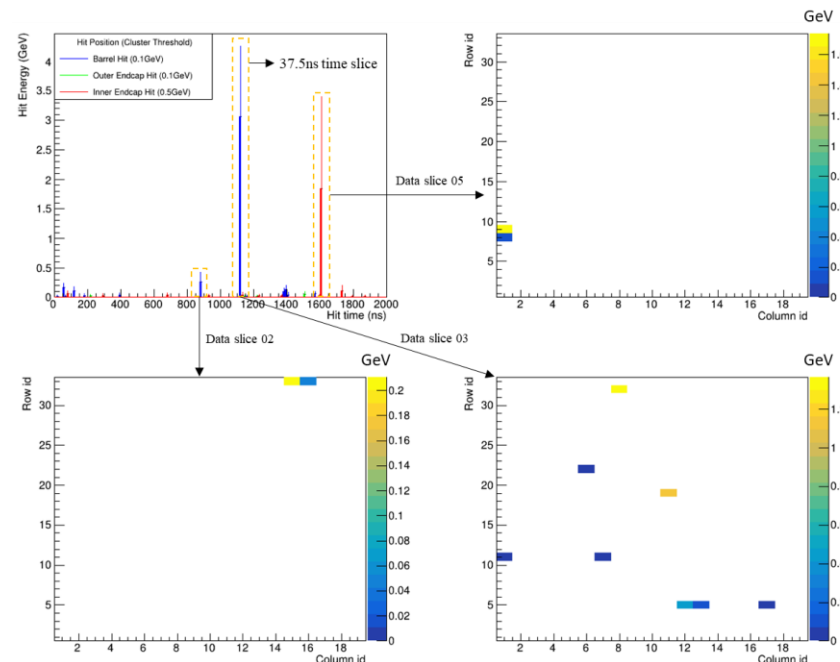 Hit Energy (GeV)
4
3.5
3
2.5
2
1.5
1
0.5
0
Hit Position (Cluster Threshold)
Barrel Hit (0.1GeV)
Outer Endcap Hit (0.1GeV)
Inner Endcap Hit (0.5GeV)
37.5ns time slice
0 200 400 600 800 1000 1200 1400 1600 1800 2000
Hit time (ns)
Data slice 05
GeV
Row id
30
25
20
15
10
5
2 4 6 8 10 12 14 16 18
Column id
Data slice 02
Data slice 03
GeV
Row id
30
25
20
15
10
5
2 4 6 8 10 12 14 16 18
Column id
0.2
0.18
0.16
0.14
0.12
0.1
0.08
0.06
0.04
0.02
0
GeV
Row id
30
25
20
15
10
5
2 4 6 8 10 12 14 16 18
Column id